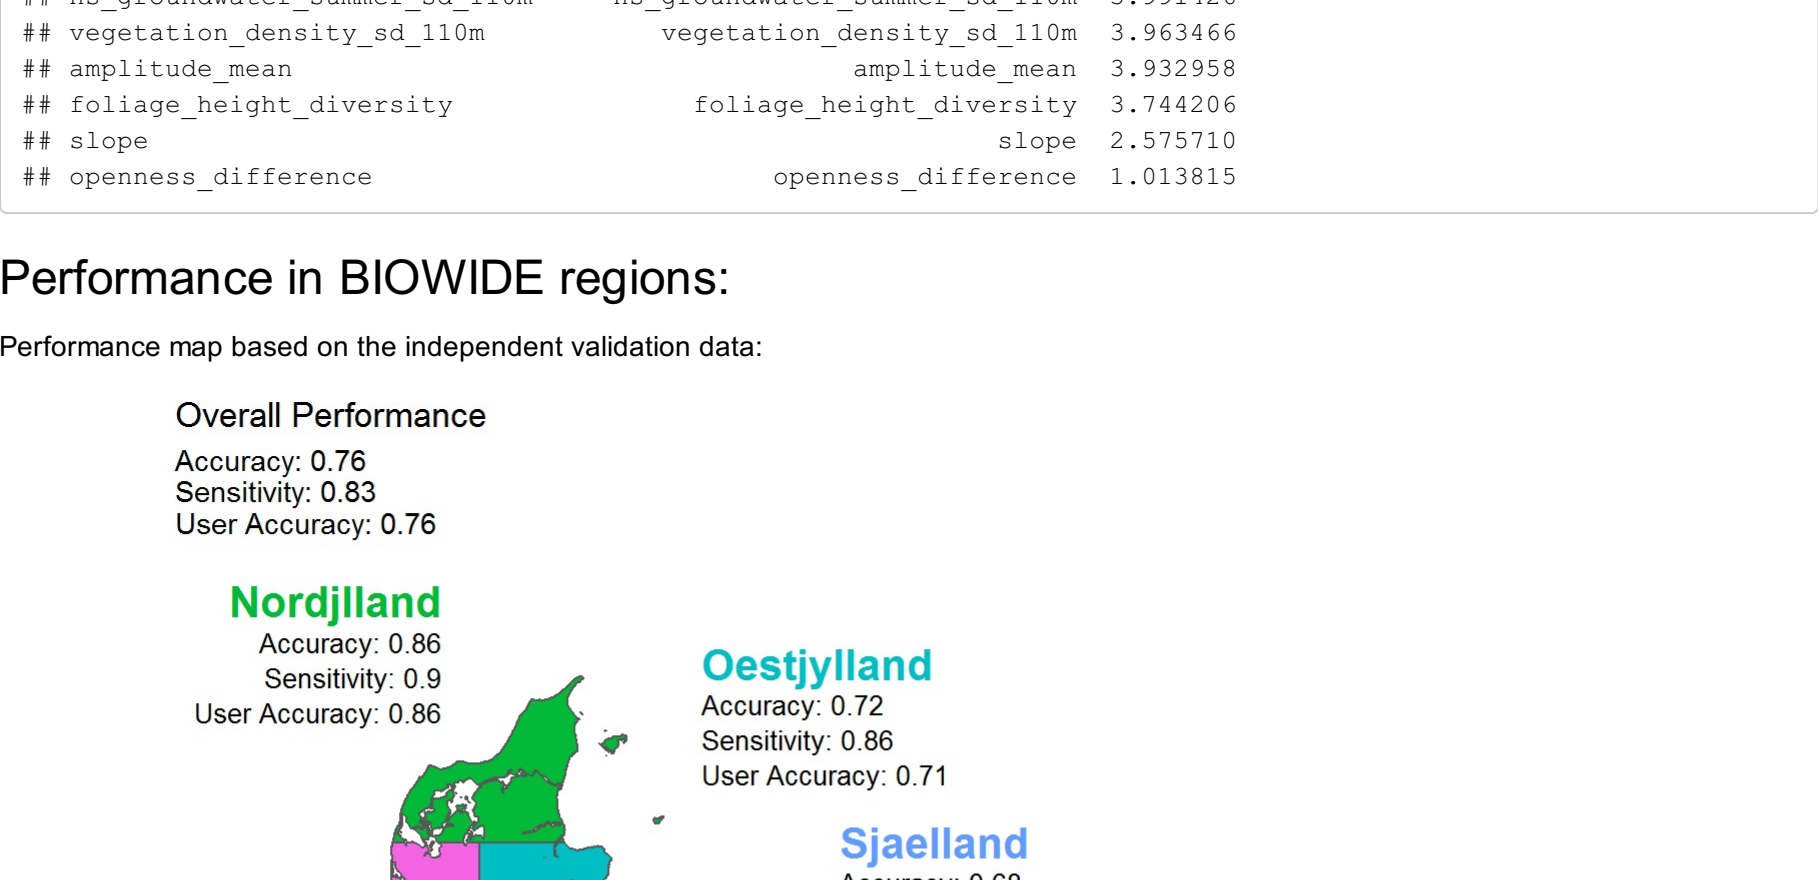 ## vegetation_density_sd_110m vegetation_density_sd_110m 3.963466
## amplitude_mean amplitude_mean 3.932958
## foliage_height_diversity foliage_height_diversity 3.744206
## slope slope 2.575710
## openness_difference openness_difference 1.013815
Performance in BIOWIDE regions:
Performance map based on the independent validation data:
Overall Performance
Accuracy: 0.76
Sensitivity: 0.83
User Accuracy: 0.76
Nordjlland
Accuracy: 0.86
Sensitivity: 0.9
User Accuracy: 0.86
Oestjylland
Accuracy: 0.72
Sensitivity: 0.86
User Accuracy: 0.71
Sjaelland